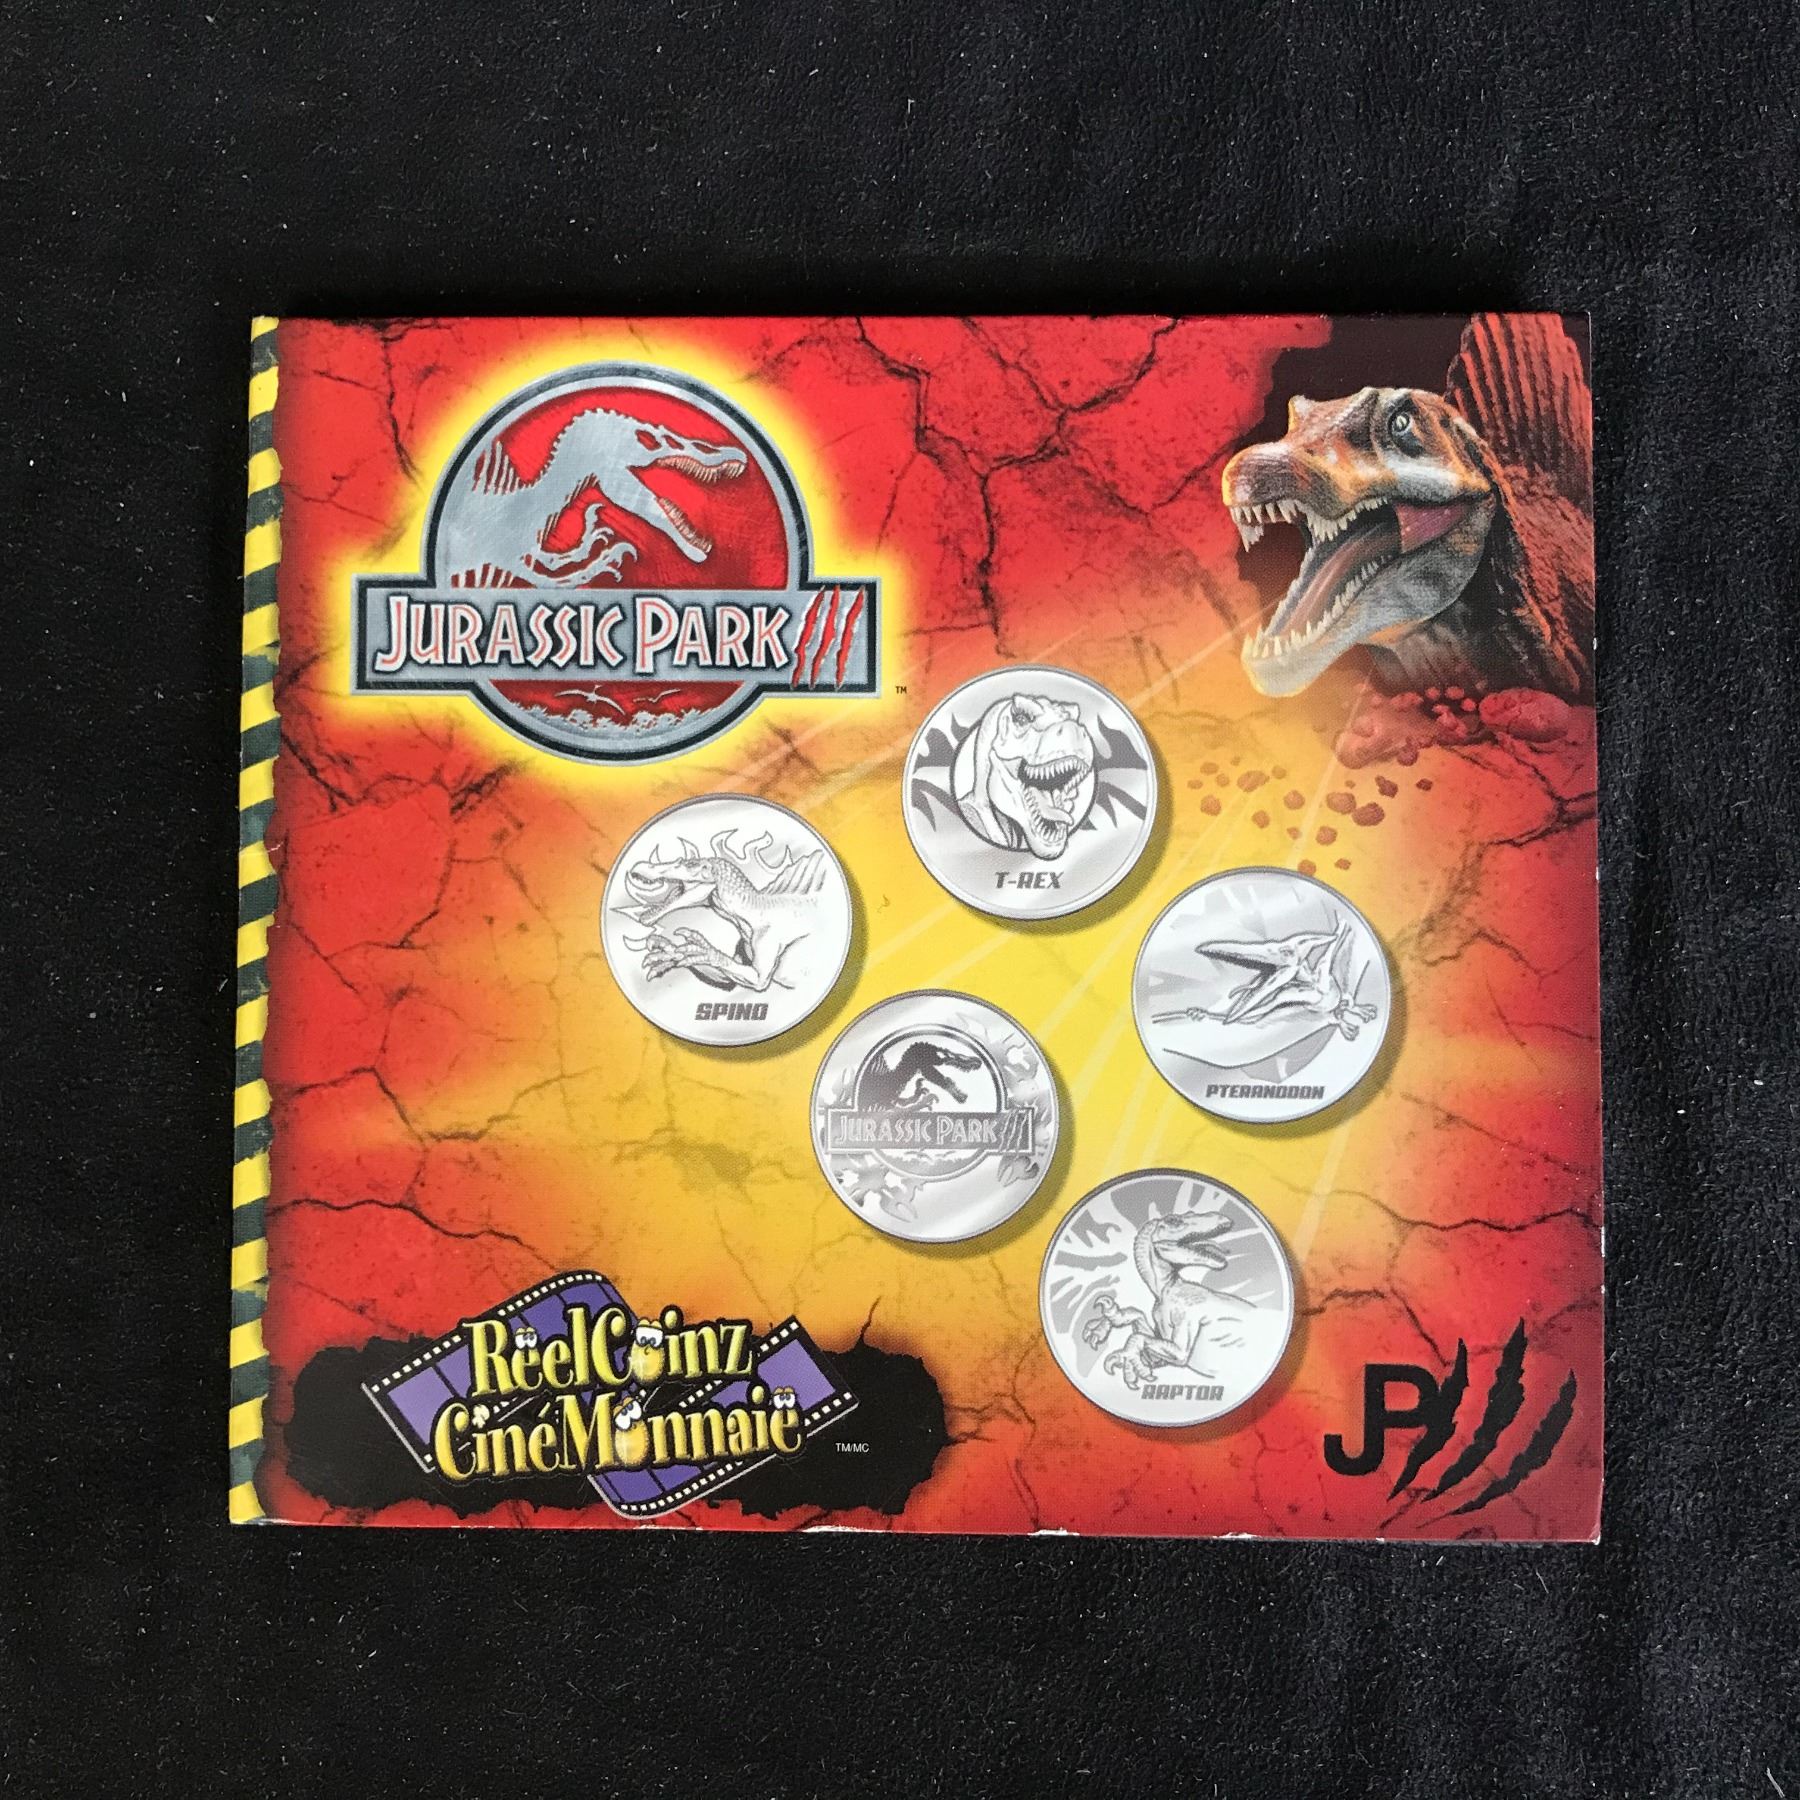 JURASSIC PARK III
TM
T-REX
SPINO
PTERANODON
JURASSIC PARK III
RAPTOR
ReelCoinz
CinéMonnaie
TM/MC
JP III